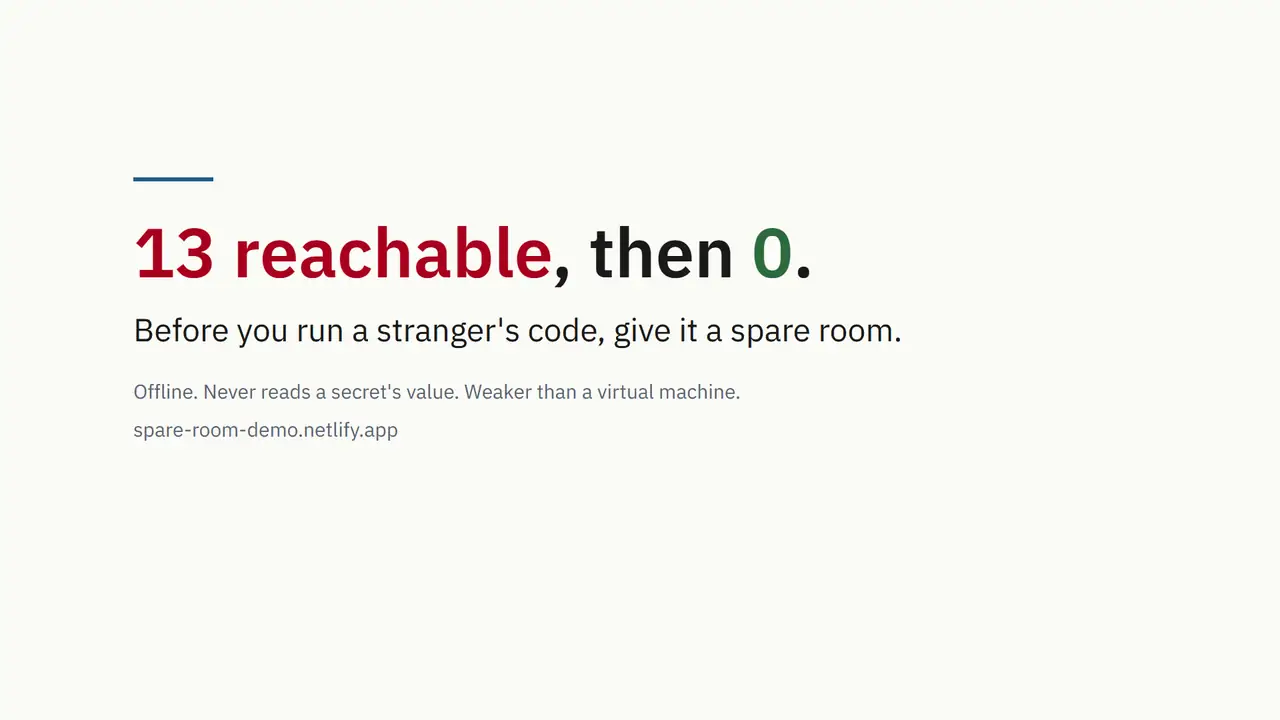 13 reachable, then 0.
Before you run a stranger's code, give it a spare room.
Offline. Never reads a secret's value. Weaker than a virtual machine.
spare-room-demo.netlify.app